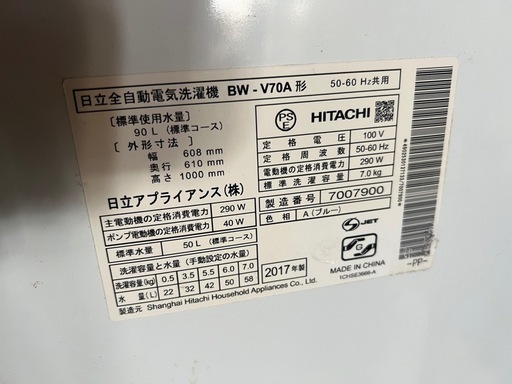 日立全自動電気洗濯機 BW-V70A形 50-60 Hz共用
[標準使用水量]
90 L (標準コース)
[外形寸法]
幅 608 mm
奥行 610 mm
高さ 1000 mm
日立アプライアンス(株)
主電動機の定格消費電力 290 W
ポンプ電動機の定格消費電力 40 W
標準水量 50 L (標準コース)
洗濯容量と水量 (手動設定の水量)
洗濯容量(kg) 0.5 3.5 5.5 6.0 7.0
水量(L) 22 32 42 50 58
製造元 Shanghai Hitachi Household Appliances Co., Ltd.
PS
E
HITACHI
定格電圧 100 V
定格周波数 50-60 Hz
電動機の定格消費電力 290 W
標準洗濯容量 7.0 kg
製造番号 7007900
色相 A (ブルー)
S-JET
2017年製
MADE IN CHINA
1CHSE3666-A
-PP-